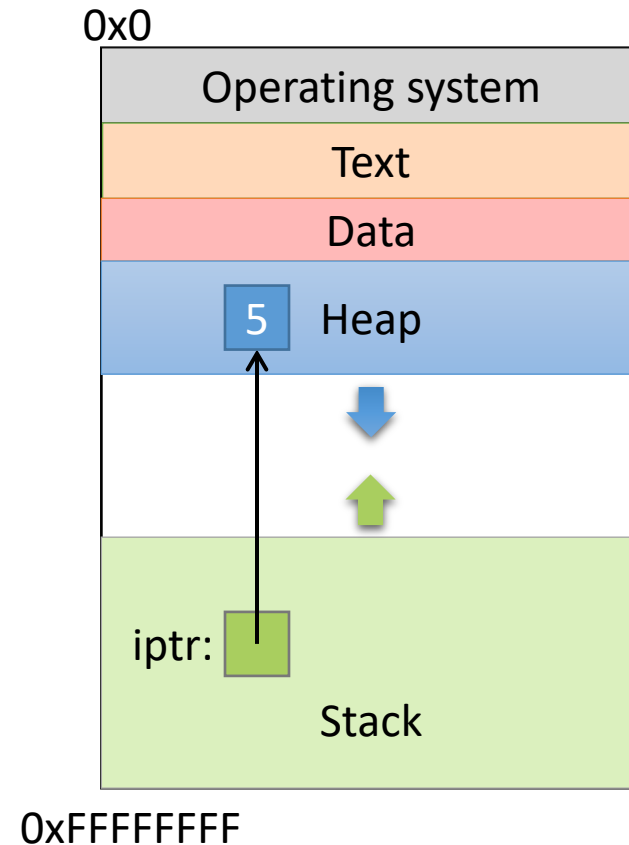 0x0
Operating system
Text
Data
5 Heap
iptr:
Stack
0xFFFFFFFF